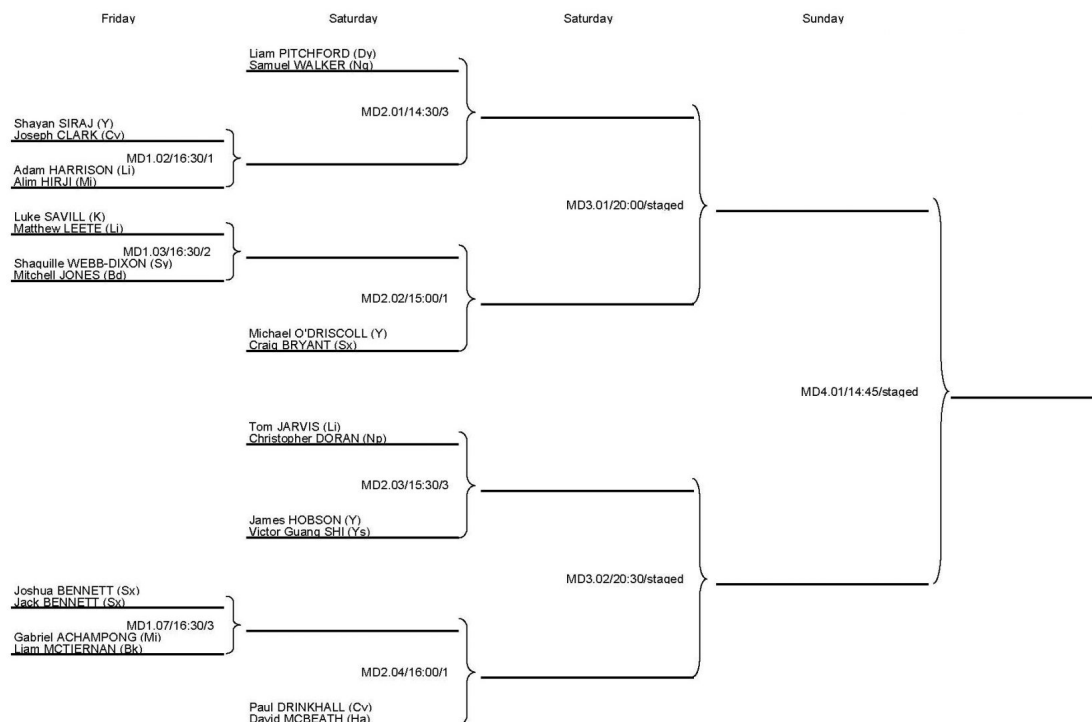 Friday
Saturday
Saturday
Sunday
Liam PITCHFORD (Dy)
Samuel WALKER (Ng)
MD2.01/14:30/3
Shayan SIRAJ (Y)
Joseph CLARK (Cv)
MD1.02/16:30/1
Adam HARRISON (Li)
Alim HIRJI (Mi)
MD3.01/20:00/staged
Luke SAVILL (K)
Matthew LEETE (Li)
MD1.03/16:30/2
Shaquille WEBB-DIXON (Sy)
Mitchell JONES (Bd)
MD2.02/15:00/1
Michael O'DRISCOLL (Y)
Craig BRYANT (Sx)
MD4.01/14:45/staged
Tom JARVIS (Li)
Christopher DORAN (Np)
MD2.03/15:30/3
James HOBSON (Y)
Victor Guang SHI (Ys)
MD3.02/20:30/staged
Joshua BENNETT (Sx)
Jack BENNETT (Sx)
MD1.07/16:30/3
Gabriel ACHAMPONG (Mi)
Liam MCTIERNAN (Bk)
MD2.04/16:00/1
Paul DRINKHALL (Cv)
David MCBEATH (Ha)